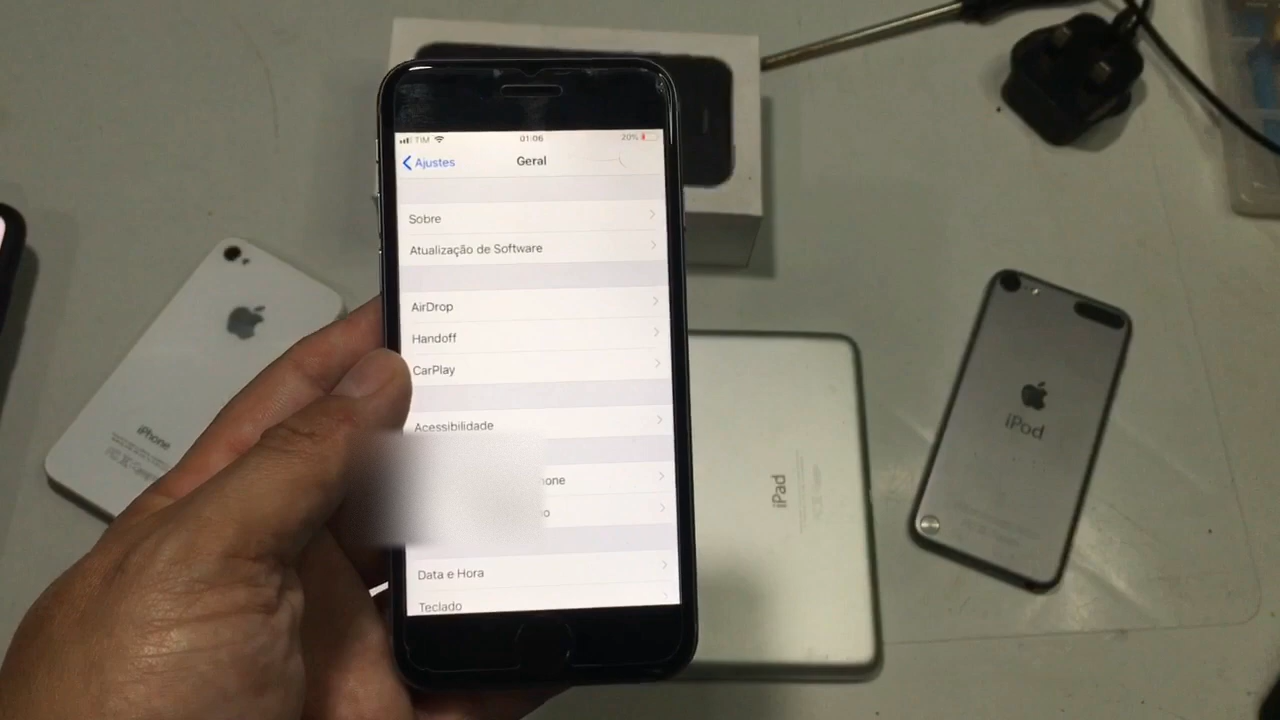 TIM
01:06
20%
Ajustes
Geral
Sobre
Atualização de Software
AirDrop
Handoff
CarPlay
Acessibilidade
Data e Hora
Teclado
iPhone
iPad
iPod